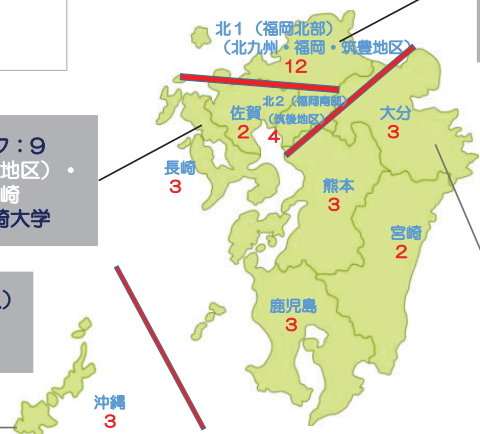 北1（福岡北部）
（北九州・福岡・筑豊地区）
12
北2（福岡南部）
（筑後地区）
4
佐賀
2
大分
3
長崎
3
熊本
3
宮崎
2
鹿児島
3
沖縄
3
ク：9
地区）・
崎
崎大学
）